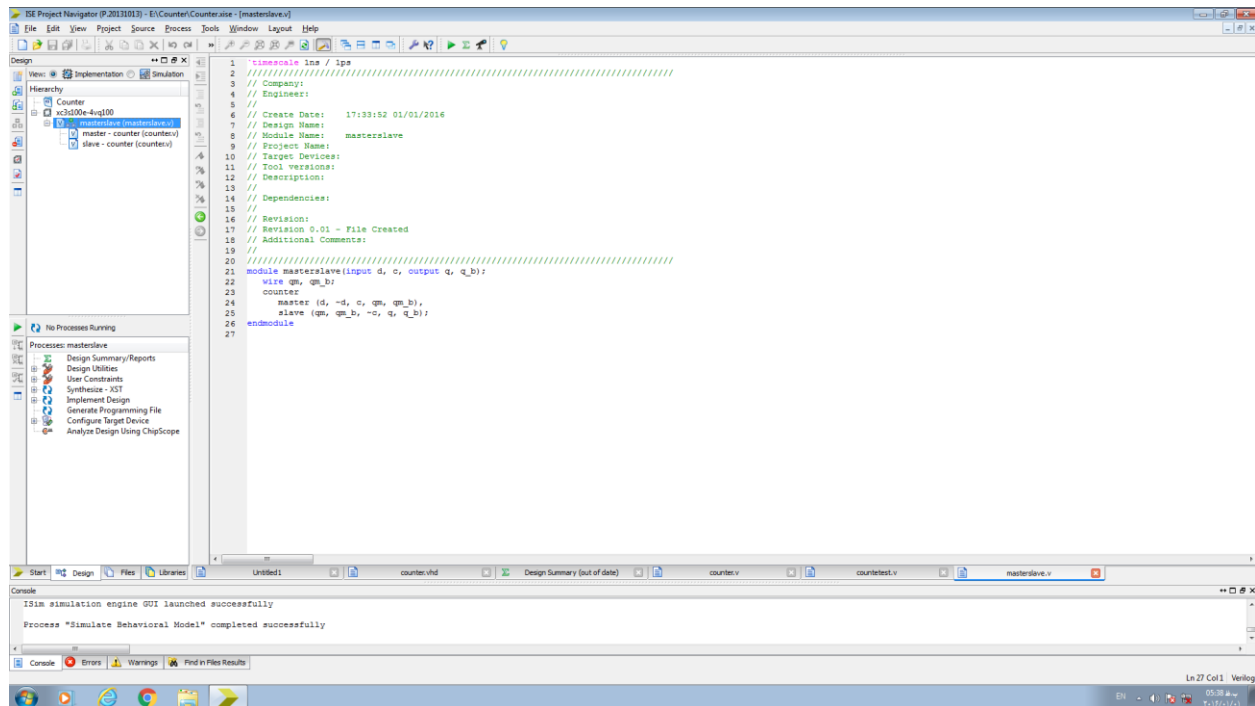 ISE Project Navigator (P.20131013) - E:\Counter\Counter.xise - [masterslave.v]
File Edit View Project Source Process Tools Window Layout Help
Design
View: Implementation Simulation
Hierarchy
Counter
xc3s100e-4vq100
masterslave (masterslave.v)
master - counter (counter.v)
slave - counter (counter.v)
No Processes Running
Processes: masterslave
Design Summary/Reports
Design Utilities
User Constraints
Synthesize - XST
Implement Design
Generate Programming File
Configure Target Device
Analyze Design Using ChipScope
1 `timescale 1ns / 1ps
2 //////////////////////////////////////////////////////////////////////////////////
3 // Company:
4 // Engineer:
5 //
6 // Create Date: 17:33:52 01/01/2016
7 // Design Name:
8 // Module Name: masterslave
9 // Project Name:
10 // Target Devices:
11 // Tool versions:
12 // Description:
13 //
14 // Dependencies:
15 //
16 // Revision:
17 // Revision 0.01 - File Created
18 // Additional Comments:
19 //
20 //////////////////////////////////////////////////////////////////////////////////
21 module masterslave(input d, c, output q, q_b);
22 wire qm, qm_b;
23 counter
24 master (d, ~d, c, qm, qm_b),
25 slave (qm, qm_b, ~c, q, q_b);
26 endmodule
27
Start Design Files Libraries
Untitled1 counter.vhd Design Summary (out of date) counter.v countetest.v masterslave.v
Console
ISim simulation engine GUI launched successfully
Process "Simulate Behavioral Model" completed successfully
Console Errors Warnings Find in Files Results
Ln 27 Col 1 Verilog
EN 05:38